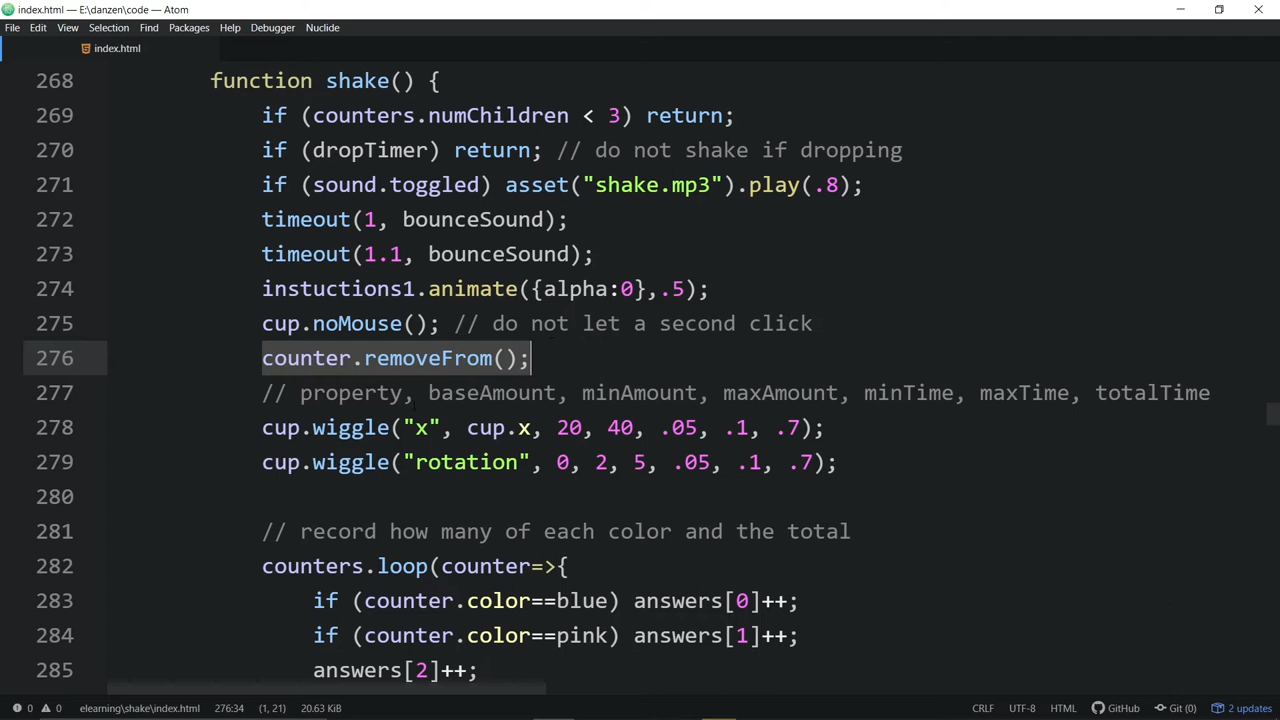 index.html — E:\danzen\code — Atom
File Edit View Selection Find Packages Help Debugger Nuclide
index.html
268 function shake() {
269 if (counters.numChildren < 3) return;
270 if (dropTimer) return; // do not shake if dropping
271 if (sound.toggled) asset("shake.mp3").play(.8);
272 timeout(1, bounceSound);
273 timeout(1.1, bounceSound);
274 instuctions1.animate({alpha:0},.5);
275 cup.noMouse(); // do not let a second click
276 counter.removeFrom();
277 // property, baseAmount, minAmount, maxAmount, minTime, maxTime, totalTime
278 cup.wiggle("x", cup.x, 20, 40, .05, .1, .7);
279 cup.wiggle("rotation", 0, 2, 5, .05, .1, .7);
280
281 // record how many of each color and the total
282 counters.loop(counter=>{
283 if (counter.color==blue) answers[0]++;
284 if (counter.color==pink) answers[1]++;
285 answers[2]++;
0 0 elearning\shake\index.html 276:34 (1, 21) 20.63 KiB CRLF UTF-8 HTML GitHub Git (0) 2 updates